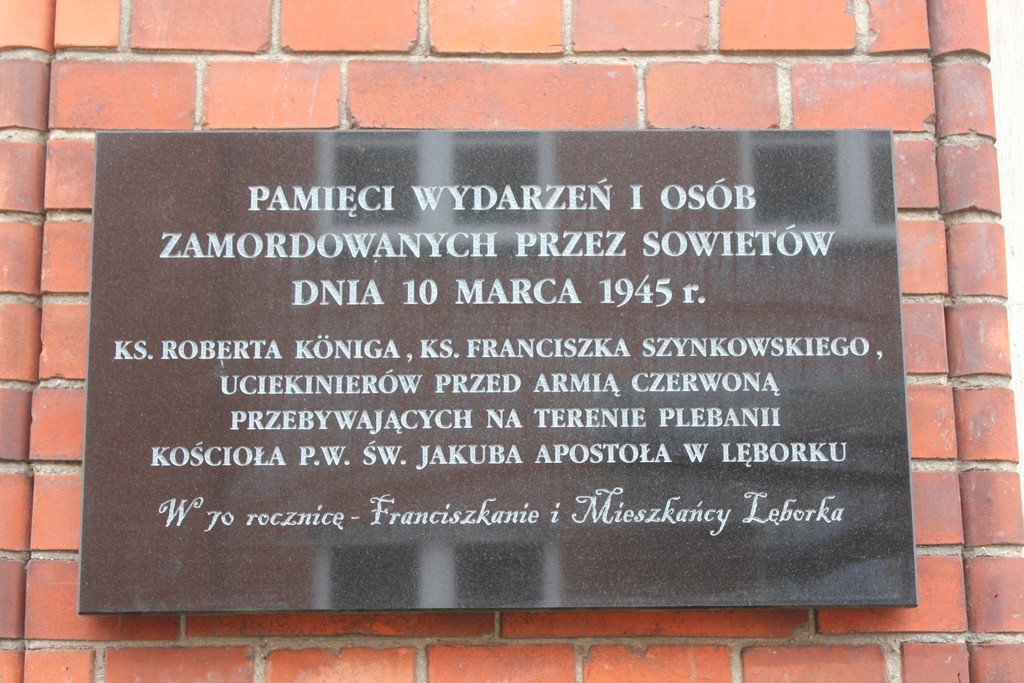 PAMIĘCI WYDARZEŃ I OSÓB
ZAMORDOWANYCH PRZEZ SOWIETÓW
DNIA 10 MARCA 1945 r.
KS. ROBERTA KÖNIGA, KS. FRANCISZKA SZYNKOWSKIEGO,
UCIEKINIERÓW PRZED ARMIĄ CZERWONĄ
PRZEBYWAJĄCYCH NA TERENIE PLEBANII
KOŚCIOŁA P.W. ŚW. JAKUBA APOSTOŁA W LĘBORKU
W 70 rocznicę - Franciszkanie i Mieszkańcy Lęborka